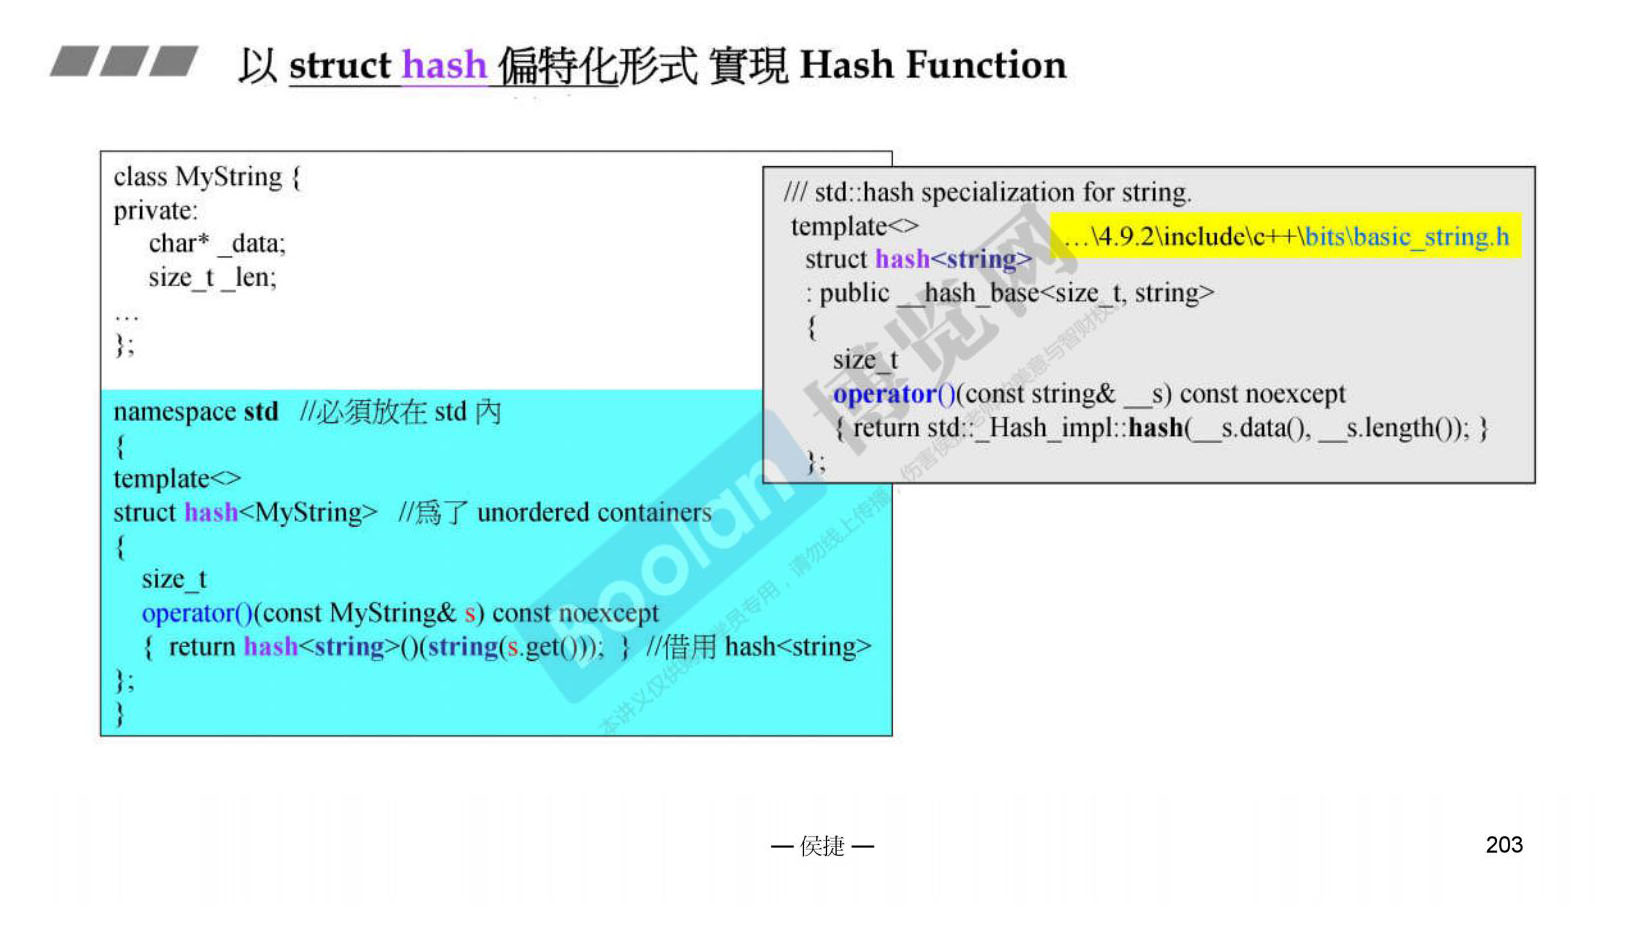 以 struct hash 偏特化形式 實現 Hash Function
class MyString {
private:
char* _data;
size_t _len;
…
};
namespace std //必須放在 std 內
{
template<>
struct hash<MyString> //爲了 unordered containers
{
size_t
operator()(const MyString& s) const noexcept
{ return hash<string>()(string(s.get())); } //借用 hash<string>
};
}
/// std::hash specialization for string.
template<>
…\4.9.2\include\c++\bits\basic_string.h
struct hash<string>
: public __hash_base<size_t, string>
{
size_t
operator()(const string& __s) const noexcept
{ return std::_Hash_impl::hash(__s.data(), __s.length()); }
};
Boolan 博览网
— 侯捷 —
203